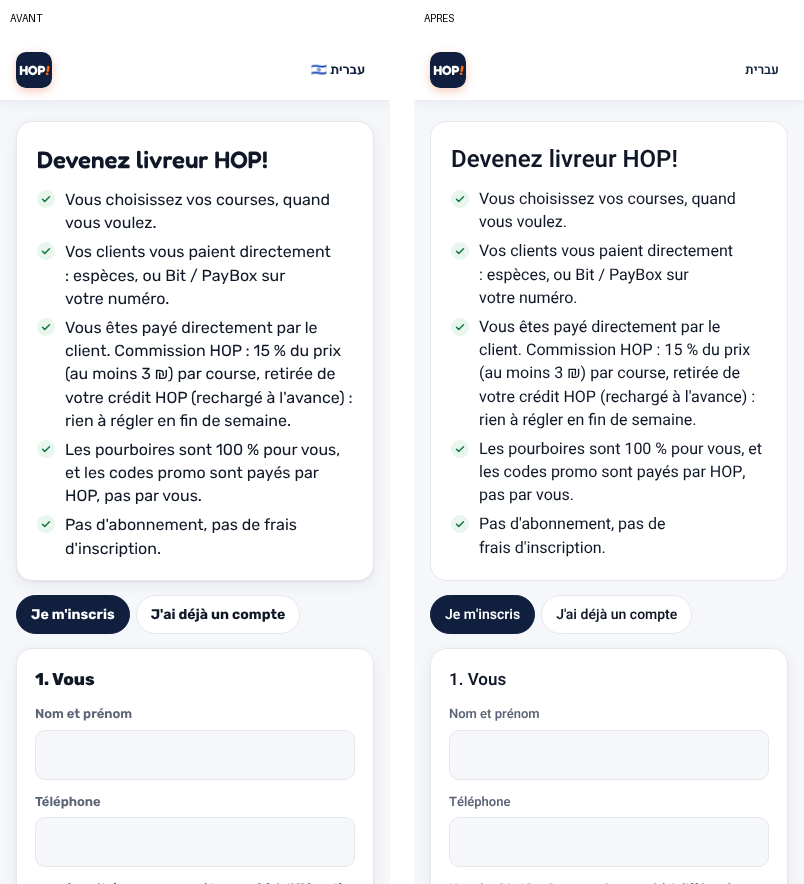 AVANT
HOP!
עברית
Devenez livreur HOP!
Vous choisissez vos courses, quand
vous voulez.
Vos clients vous paient directement
: espèces, ou Bit / PayBox sur
votre numéro.
Vous êtes payé directement par le
client. Commission HOP : 15 % du prix
(au moins 3 ₪) par course, retirée de
votre crédit HOP (rechargé à l'avance) :
rien à régler en fin de semaine.
Les pourboires sont 100 % pour vous,
et les codes promo sont payés par
HOP, pas par vous.
Pas d'abonnement, pas de frais
d'inscription.
Je m'inscris
J'ai déjà un compte
1. Vous
Nom et prénom
Téléphone
APRES
HOP!
עברית
Devenez livreur HOP!
Vous choisissez vos courses, quand
vous voulez.
Vos clients vous paient directement
: espèces, ou Bit / PayBox sur
votre numéro.
Vous êtes payé directement par le
client. Commission HOP : 15 % du prix
(au moins 3 ₪) par course, retirée de
votre crédit HOP (rechargé à l'avance) :
rien à régler en fin de semaine.
Les pourboires sont 100 % pour vous, et
les codes promo sont payés par HOP,
pas par vous.
Pas d'abonnement, pas de
frais d'inscription.
Je m'inscris
J'ai déjà un compte
1. Vous
Nom et prénom
Téléphone